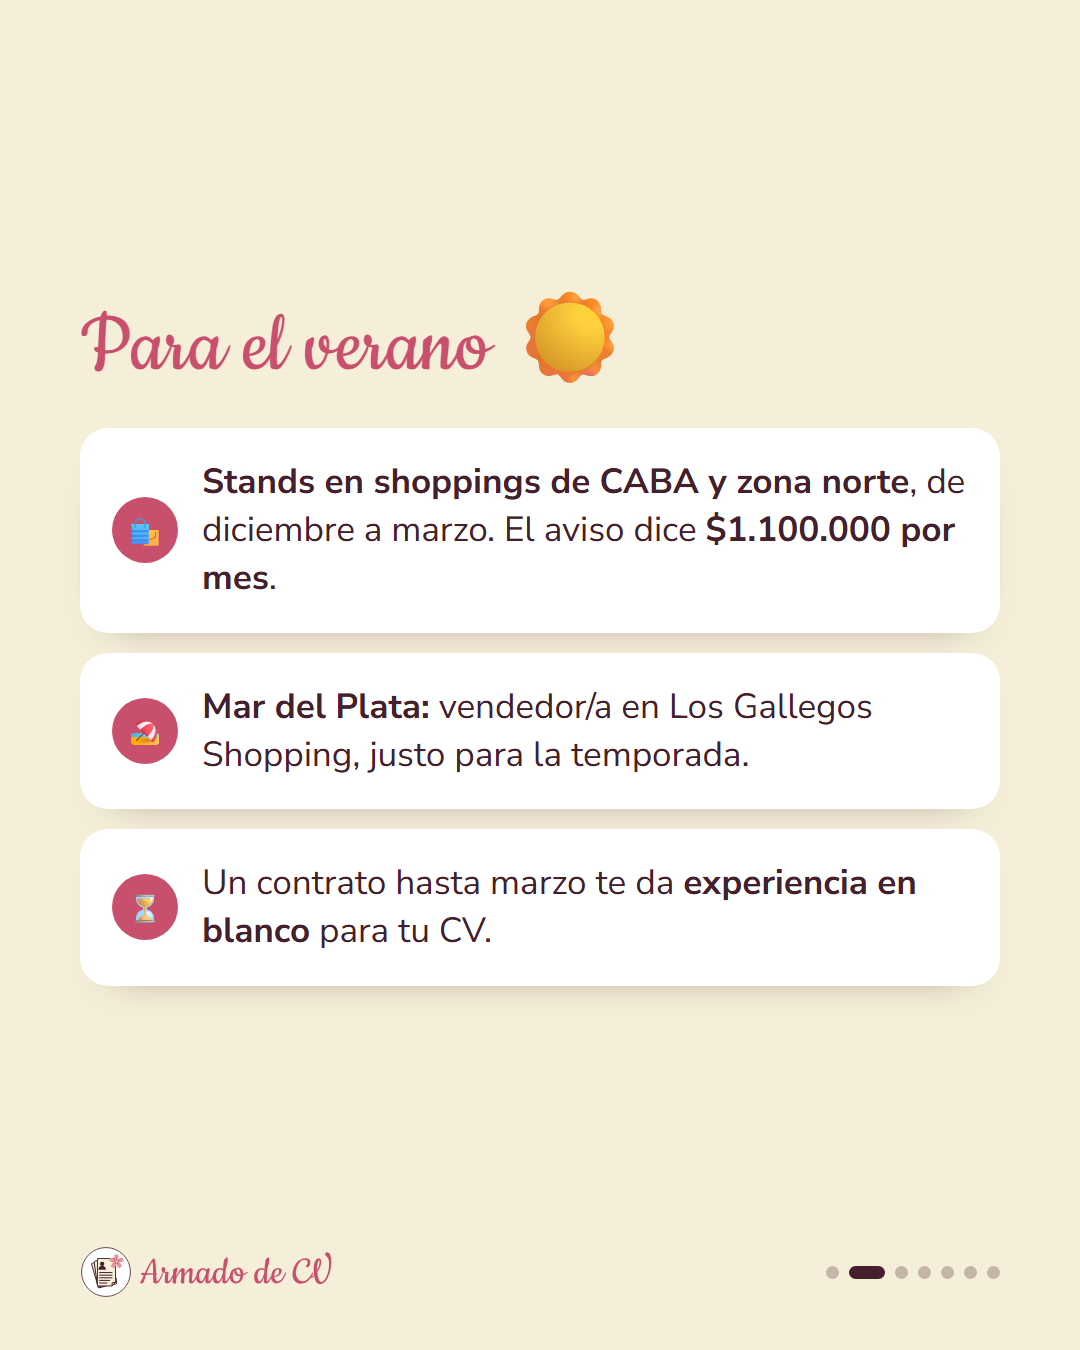 Para el verano
Stands en shoppings de CABA y zona norte, de
diciembre a marzo. El aviso dice $1.100.000 por
mes.
Mar del Plata: vendedor/a en Los Gallegos
Shopping, justo para la temporada.
Un contrato hasta marzo te da experiencia en
blanco para tu CV.
Armado de CV